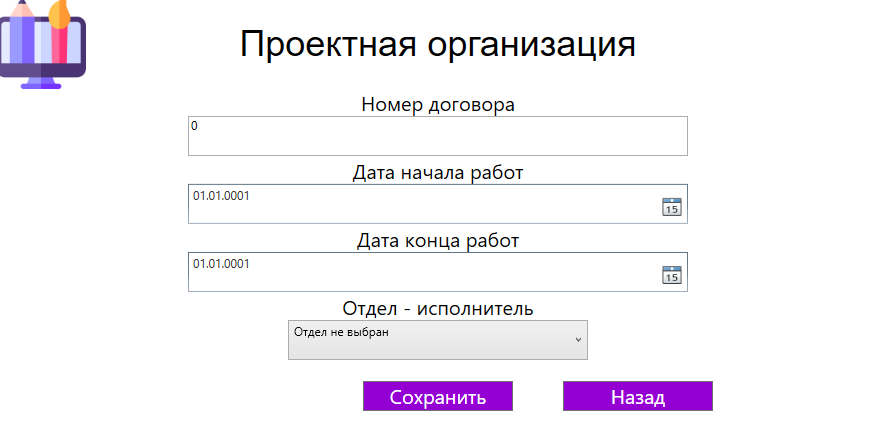 Проектная организация
Номер договора
0
Дата начала работ
01.01.0001
15
Дата конца работ
01.01.0001
15
Отдел - исполнитель
Отдел не выбран
Сохранить
Назад